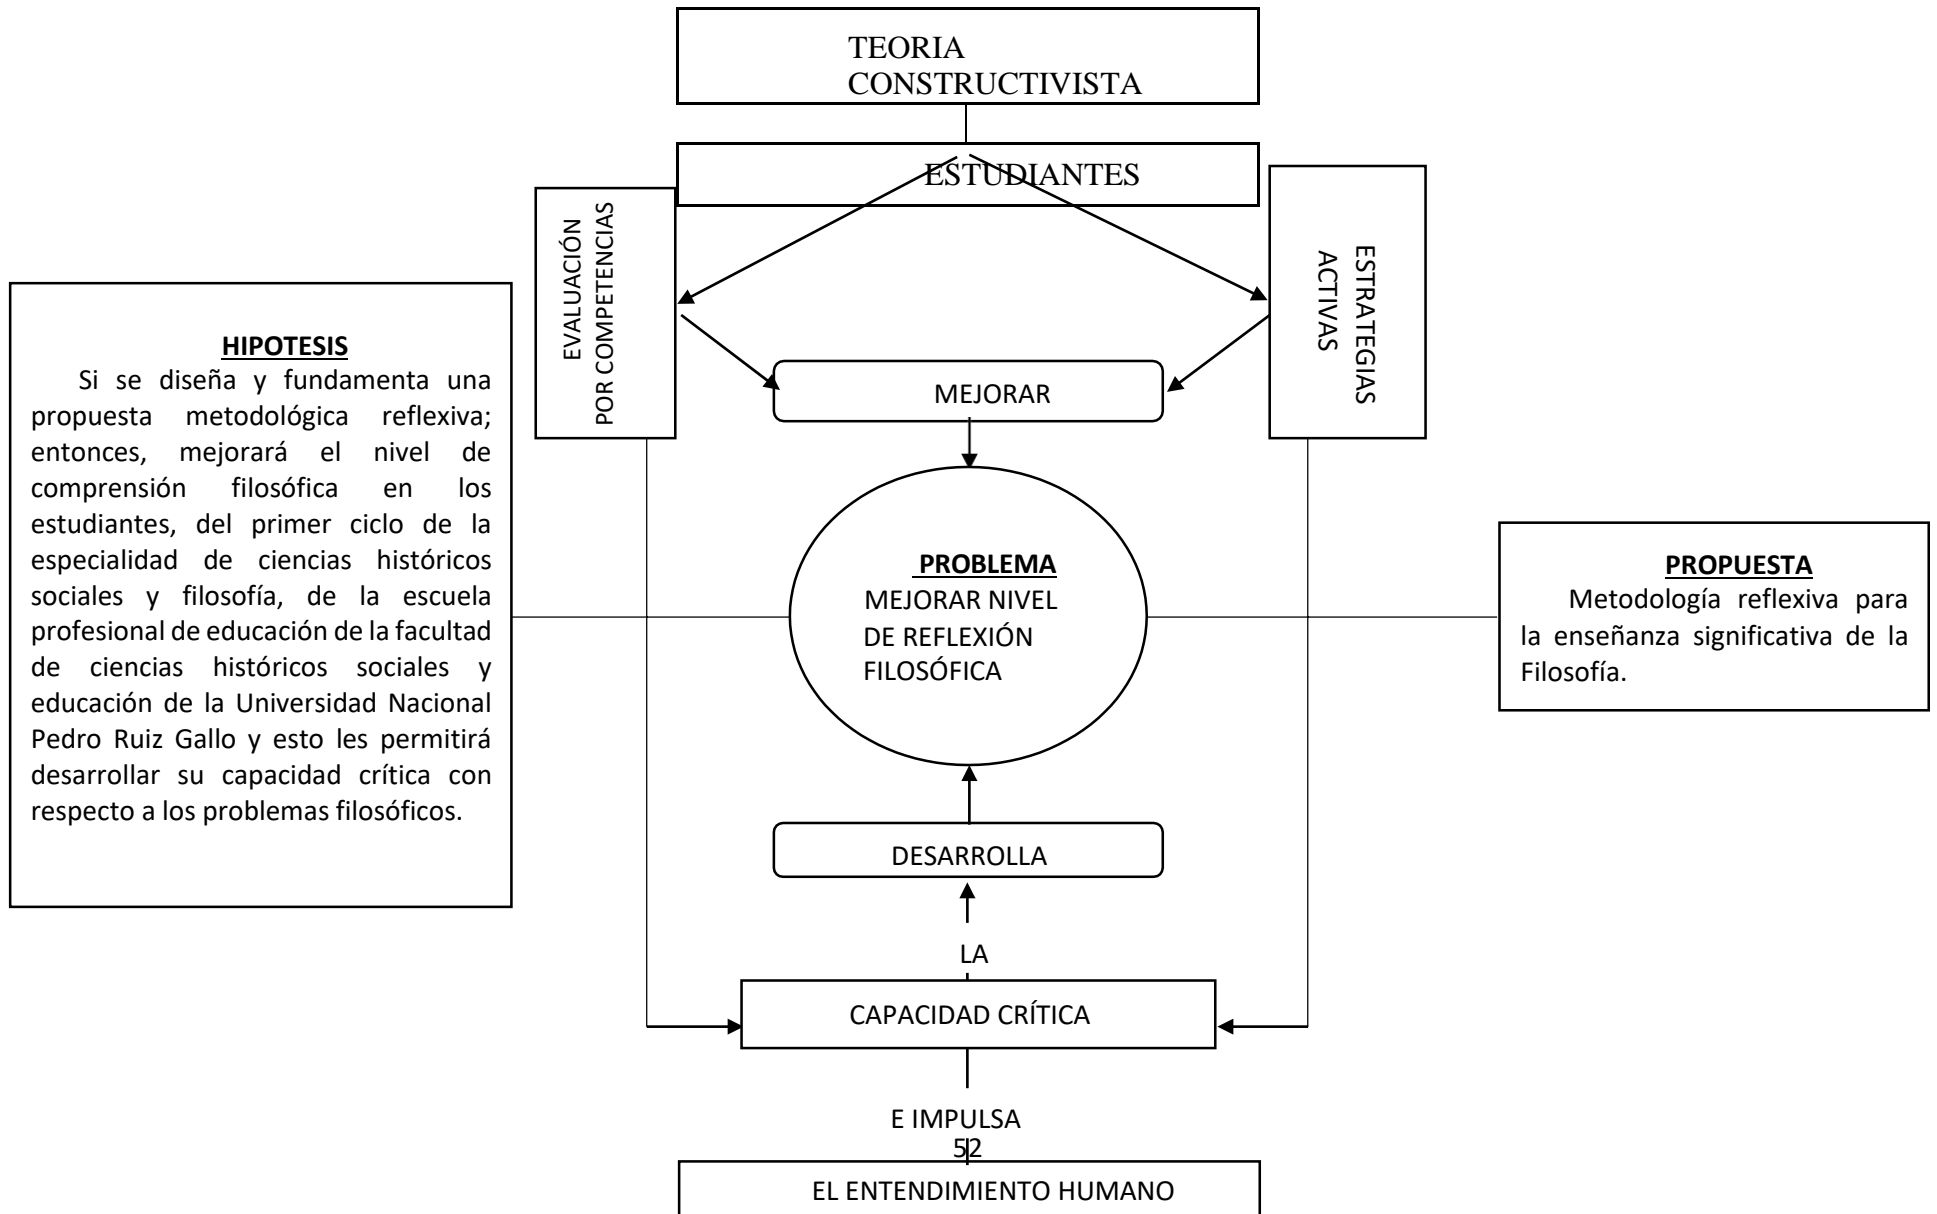 TEORIA
CONSTRUCTIVISTA
ESTUDIANTES
EVALUACIÓN
POR COMPETENCIAS
ESTRATEGIAS
ACTIVAS
HIPOTESIS
Si se diseña y fundamenta una
propuesta metodológica reflexiva;
entonces, mejorará el nivel de
comprensión filosófica en los
estudiantes, del primer ciclo de la
especialidad de ciencias históricos
sociales y filosofía, de la escuela
profesional de educación de la facultad
de ciencias históricos sociales y
educación de la Universidad Nacional
Pedro Ruiz Gallo y esto les permitirá
desarrollar su capacidad crítica con
respecto a los problemas filosóficos.
MEJORAR
PROBLEMA
MEJORAR NIVEL
DE REFLEXIÓN
FILOSÓFICA
PROPUESTA
Metodología reflexiva para
la enseñanza significativa de la
Filosofía.
DESARROLLA
LA
CAPACIDAD CRÍTICA
E IMPULSA
52
EL ENTENDIMIENTO HUMANO